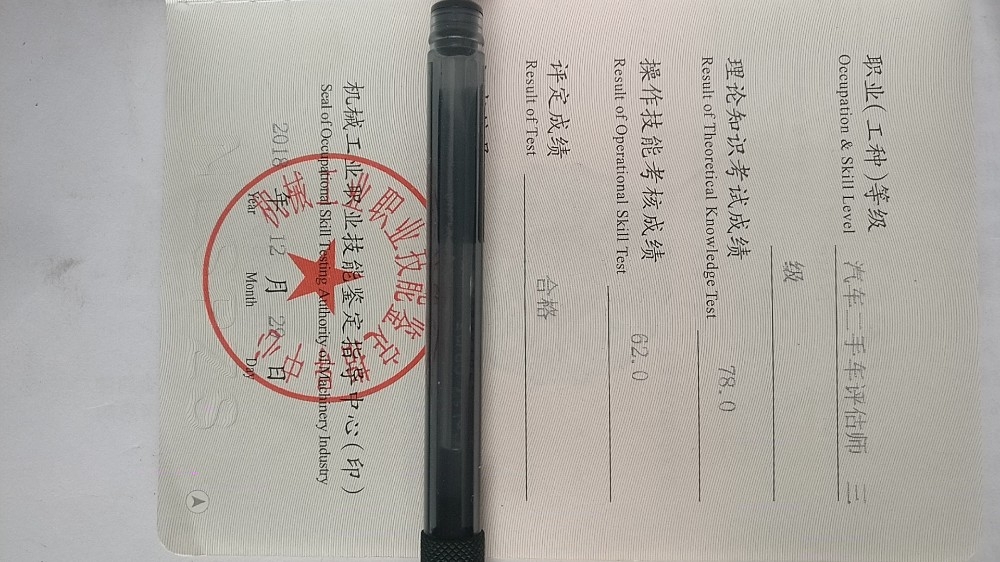 职业(工种)等级 汽车二手车评估师 三
Occupation & Skill Level
级
理论知识考试成绩 78.0
Result of Theoretical Knowledge Test
操作技能考核成绩 62.0
Result of Operational Skill Test
评定成绩 合格
Result of Test
机械工业职业技能鉴定指导中心(印)
Seal of Occupational Skill Testing Authority of Machinery Industry
2018 年 12 月 28 日
Year Month Day